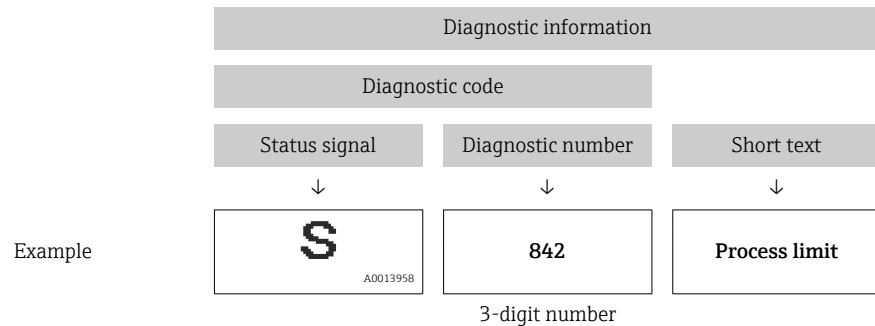 Diagnostic information
Diagnostic code
Status signal Diagnostic number Short text
↓ ↓ ↓
Example S 842 Process limit
A0013958
3-digit number